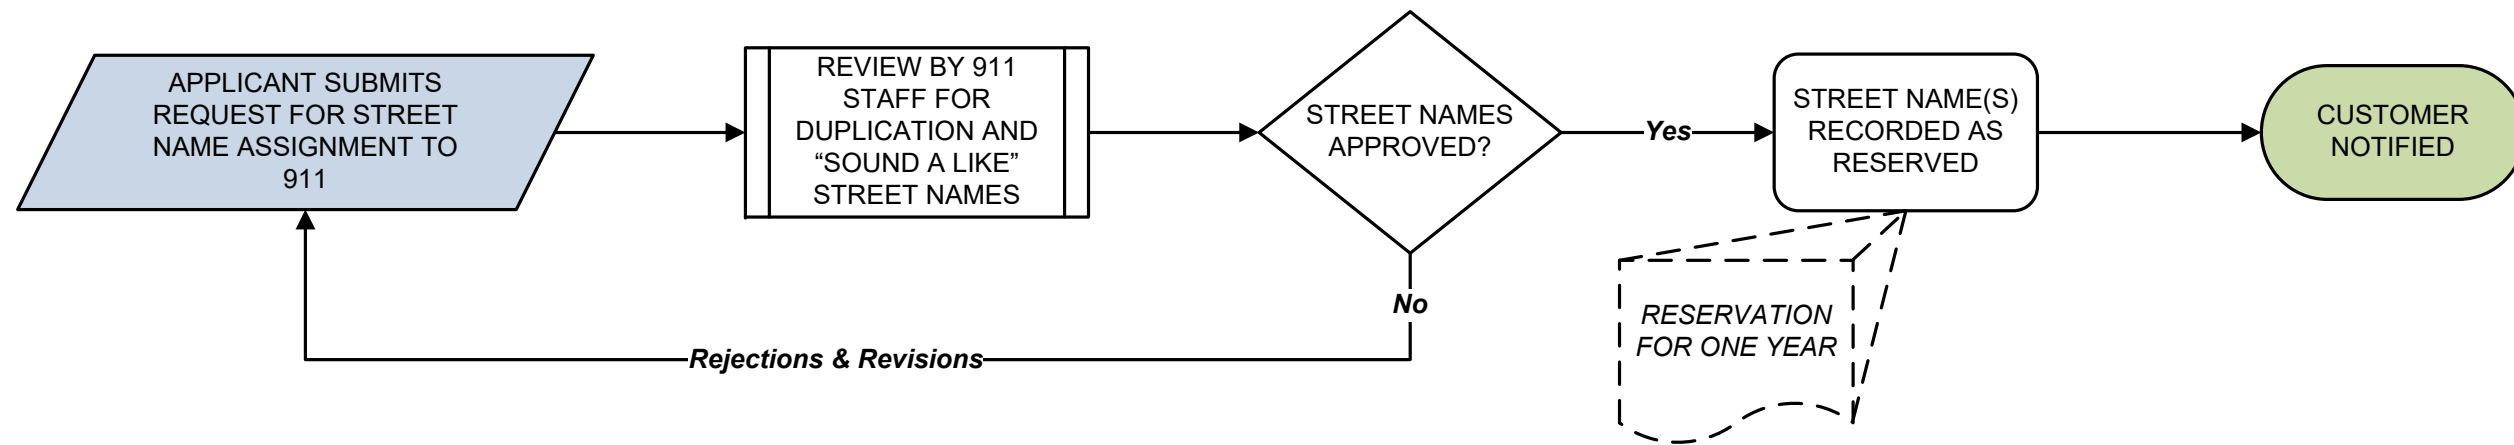 APPLICANT SUBMITS
REQUEST FOR STREET
NAME ASSIGNMENT TO
911
REVIEW BY 911
STAFF FOR
DUPLICATION AND
“SOUND A LIKE”
STREET NAMES
STREET NAMES
APPROVED?
Yes
STREET NAME(S)
RECORDED AS
RESERVED
CUSTOMER
NOTIFIED
No
RESERVATION
FOR ONE YEAR
Rejections & Revisions